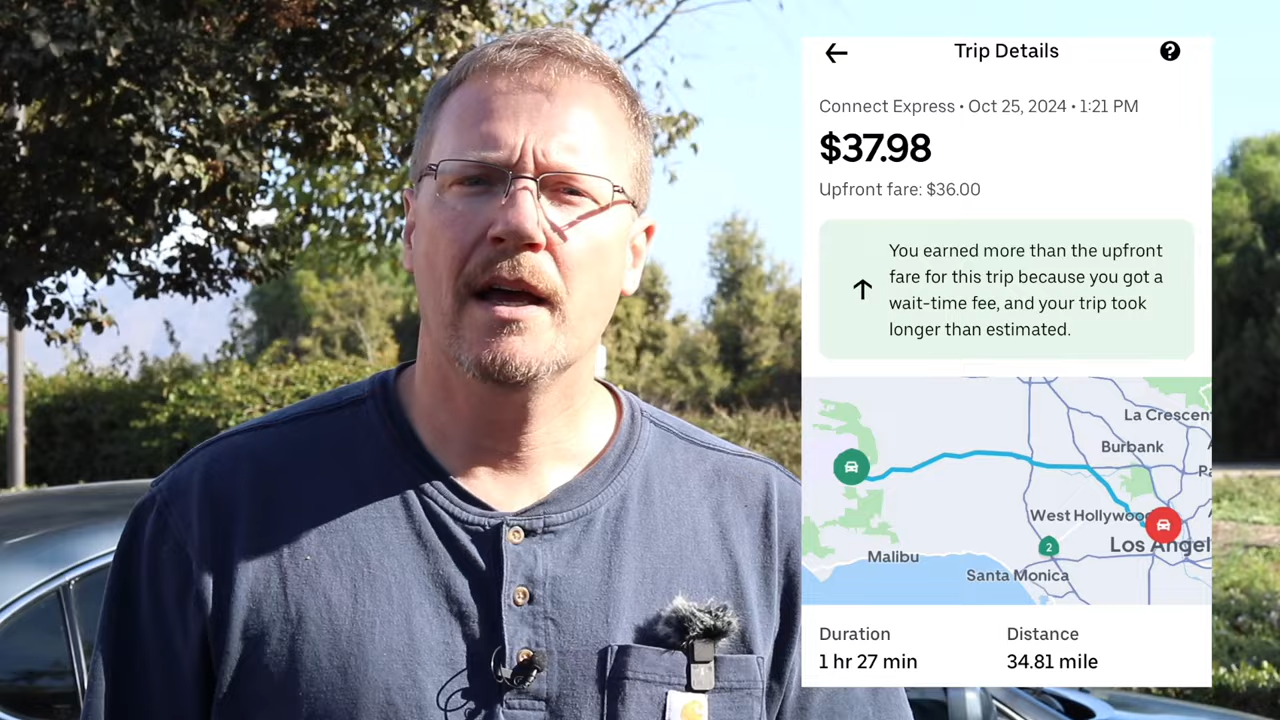 Trip Details
Connect Express • Oct 25, 2024 • 1:21 PM
$37.98
Upfront fare: $36.00
You earned more than the upfront
fare for this trip because you got a
wait-time fee, and your trip took
longer than estimated.
La Crescen
Burbank
West Hollywoo
2
Los Angel
Malibu
Santa Monica
Duration
Distance
1 hr 27 min
34.81 mile